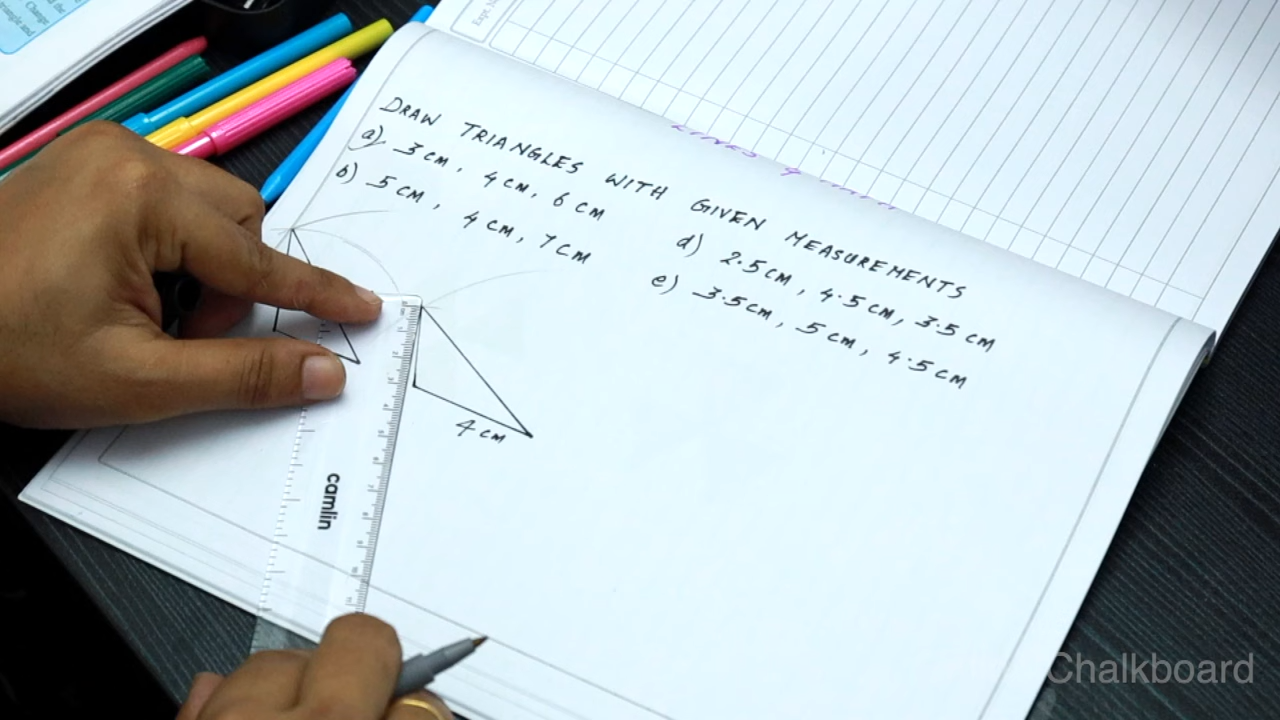 DRAW TRIANGLES WITH GIVEN MEASUREMENTS
a) 3 CM, 4 CM, 6 CM
b) 5 CM, 4 CM, 7 CM
d) 2.5 CM, 4.5 CM, 3.5 CM
e) 3.5 CM, 5 CM, 4.5 CM
4 CM
camlin
Chalkboard